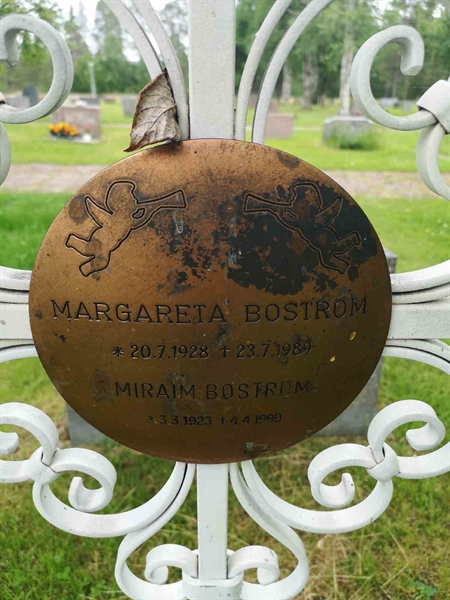 MARGARETA BOSTRÖM
* 20.7.1928 † 23.7.1989
MIRAIM BOSTRÖM
* 3.3.1923 † 4.4.1999